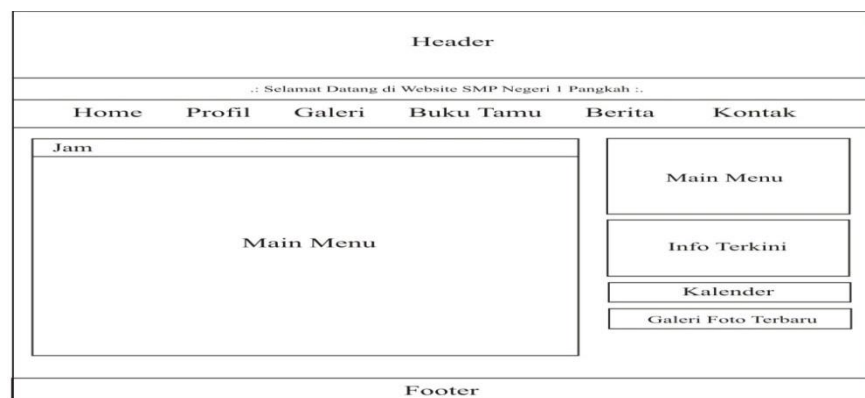 Header
.: Selamat Datang di Website SMP Negeri 1 Pangkah :.
Home Profil Galeri Buku Tamu Berita Kontak
Jam
Main Menu
Main Menu
Info Terkini
Kalender
Galeri Foto Terbaru
Footer